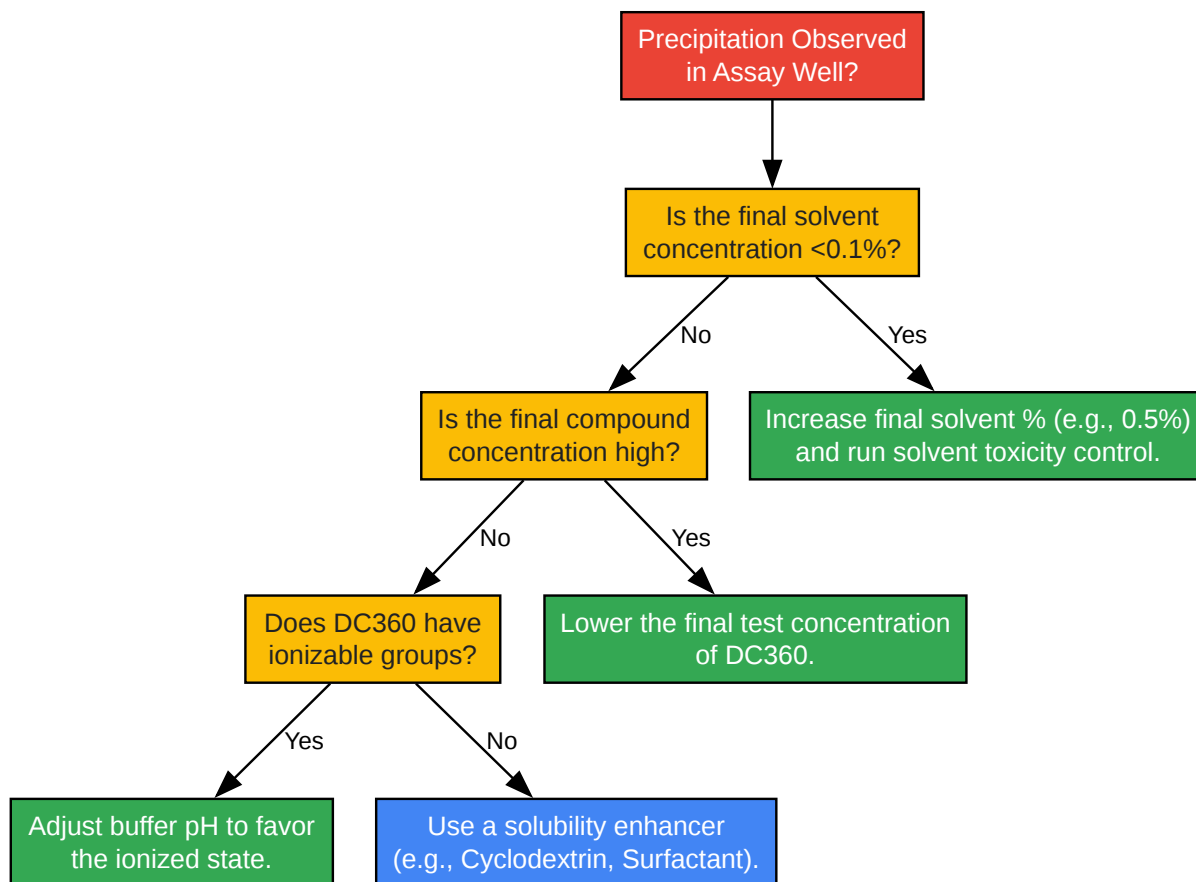 Precipitation Observed
in Assay Well?
Is the final solvent
concentration <0.1%?
No
Yes
Is the final compound
concentration high?
Increase final solvent % (e.g., 0.5%)
and run solvent toxicity control.
No
Yes
Does DC360 have
ionizable groups?
Lower the final test concentration
of DC360.
Yes
No
Adjust buffer pH to favor
the ionized state.
Use a solubility enhancer
(e.g., Cyclodextrin, Surfactant).